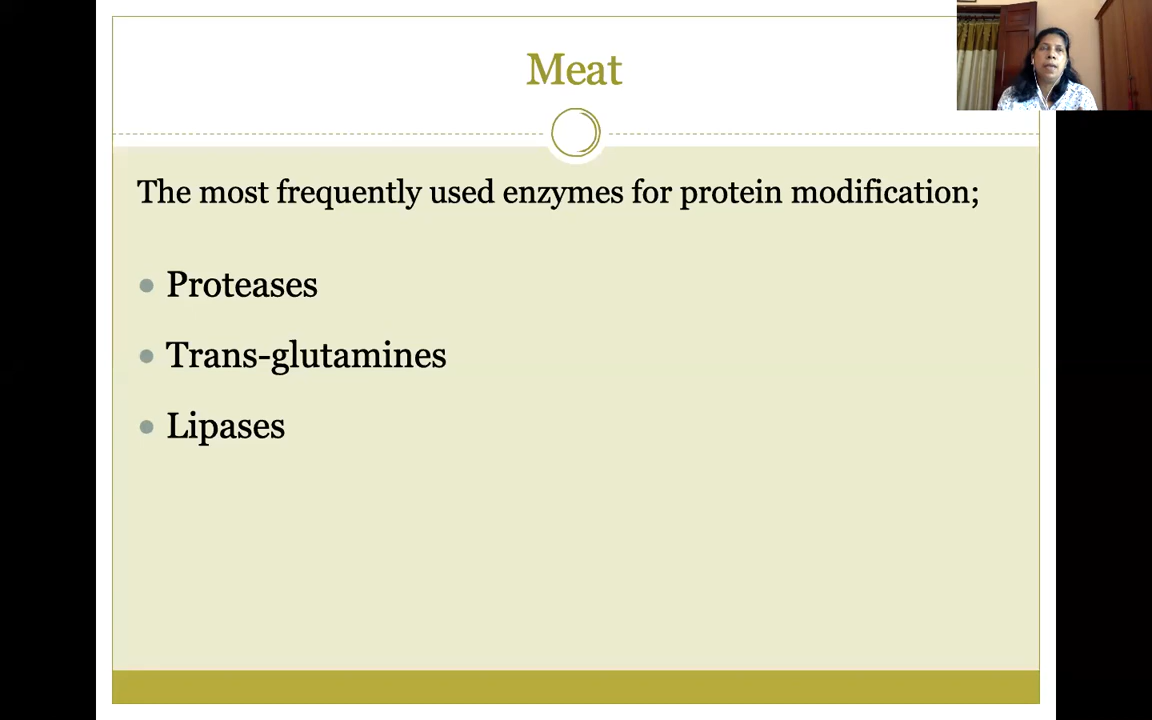 Meat
The most frequently used enzymes for protein modification;
Proteases
Trans-glutamines
Lipases